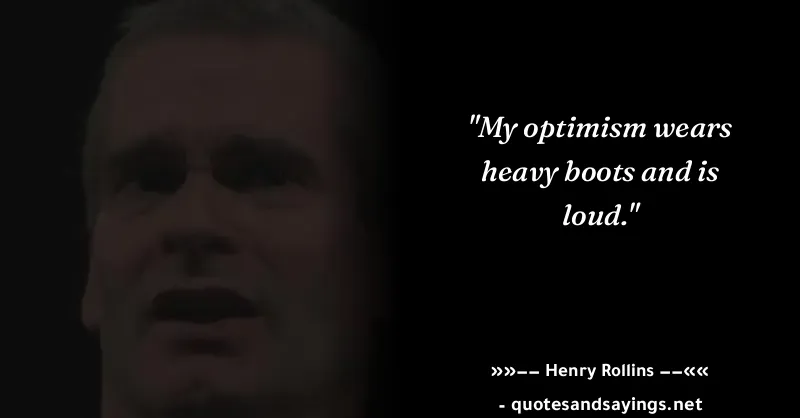 "My optimism wears
heavy boots and is
loud."
»»−− Henry Rollins −−««
- quotesandsayings.net